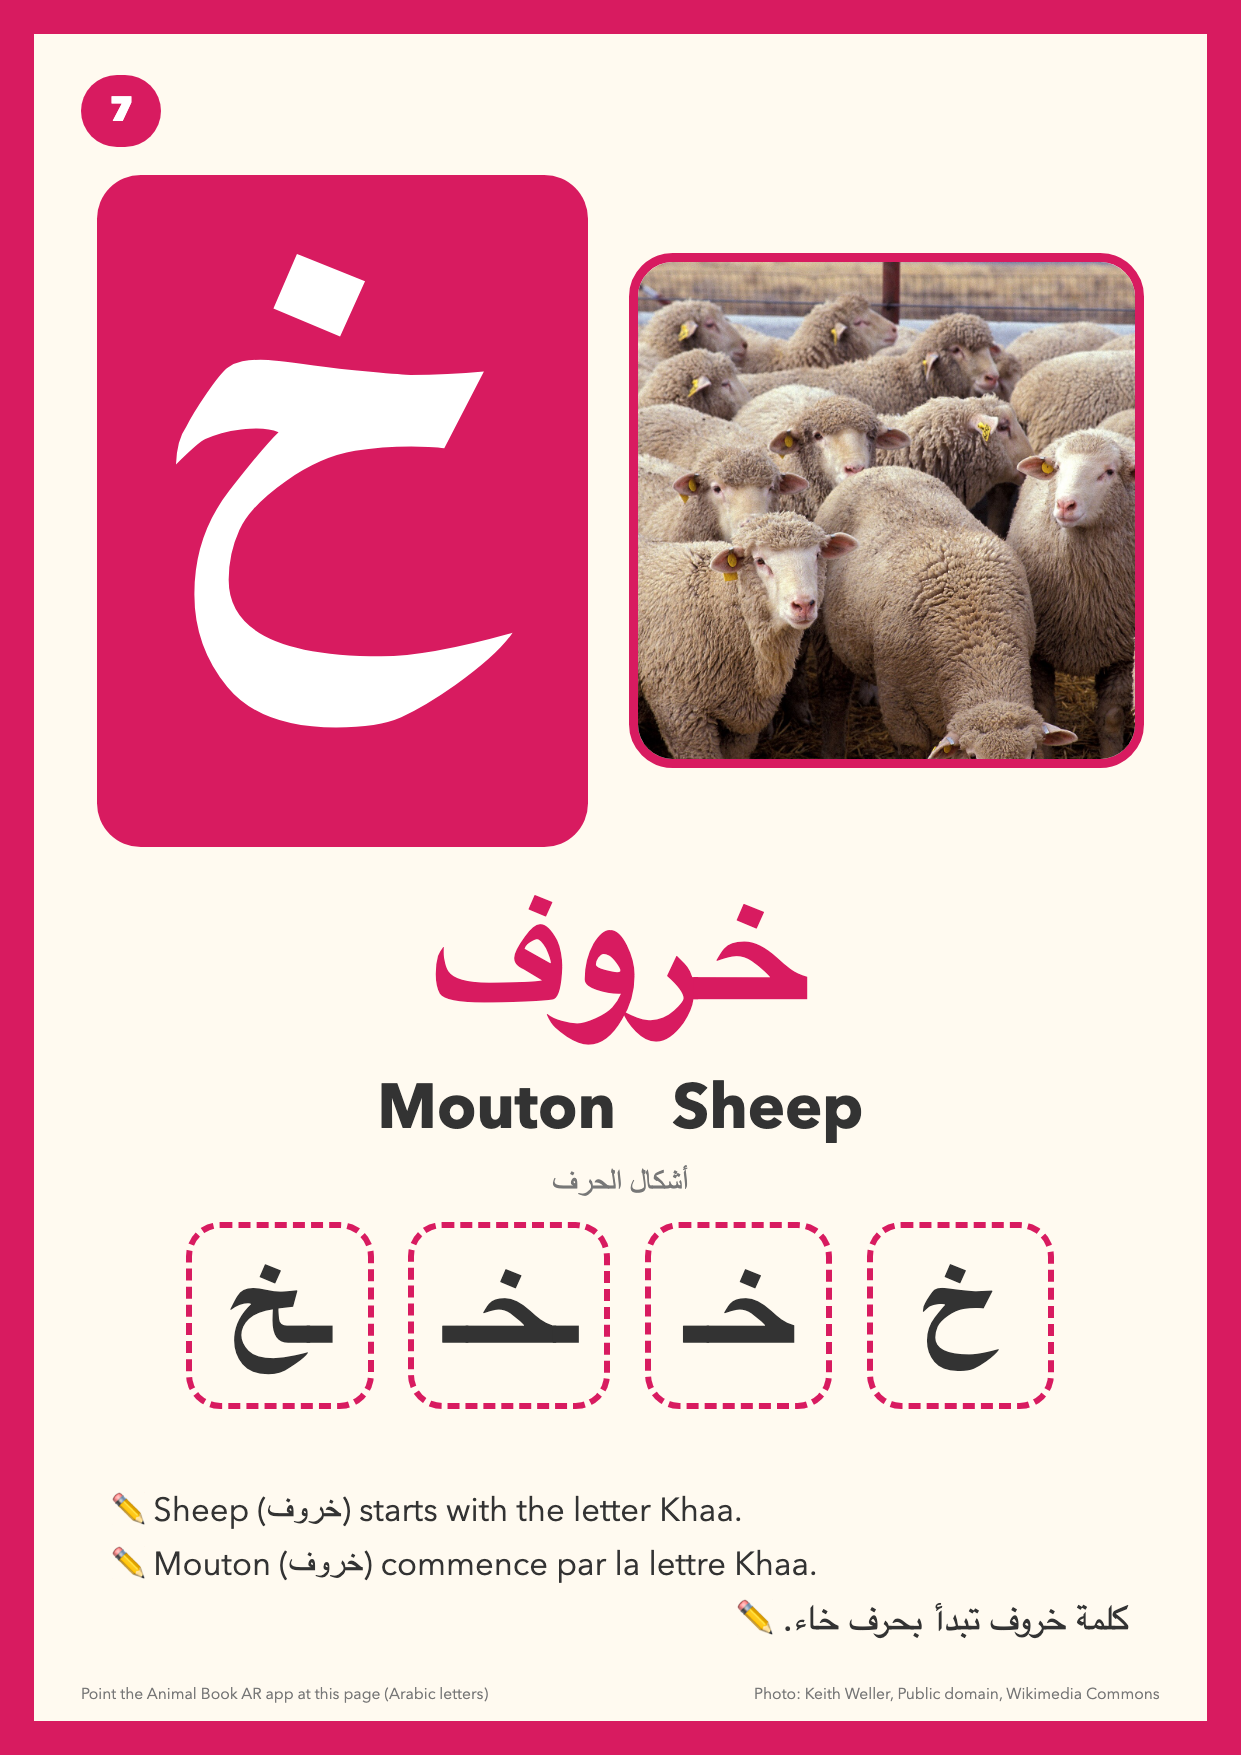 7
خ
خروف
Mouton Sheep
أشكال الحرف
خ خـ ـخـ ـخ
✏️ Sheep (خروف) starts with the letter Khaa.
✏️ Mouton (خروف) commence par la lettre Khaa.
كلمة خروف تبدأ بحرف خاء. ✏️
Point the Animal Book AR app at this page (Arabic letters)
Photo: Keith Weller, Public domain, Wikimedia Commons